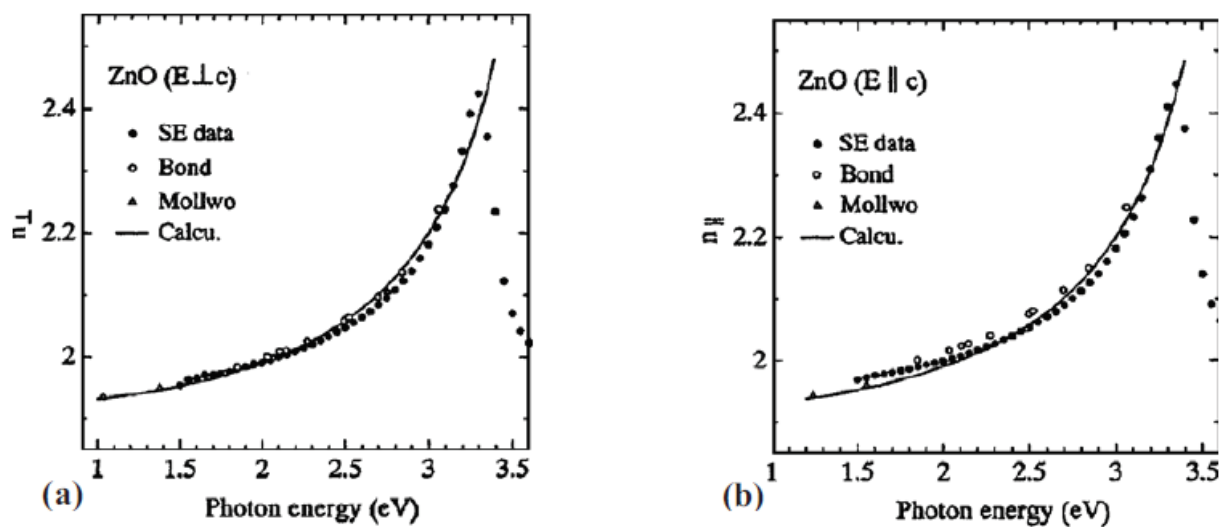 ZnO (E⊥c)
SE data
Bond
Mollwo
Calcu.
n⊥
2.4
2.2
2
1 1.5 2 2.5 3 3.5
Photon energy (eV)
(a)
ZnO (E ∥ c)
SE data
Bond
Mollwo
Calcu.
n∥
2.4
2.2
2
1 1.5 2 2.5 3 3.5
Photon energy (eV)
(b)